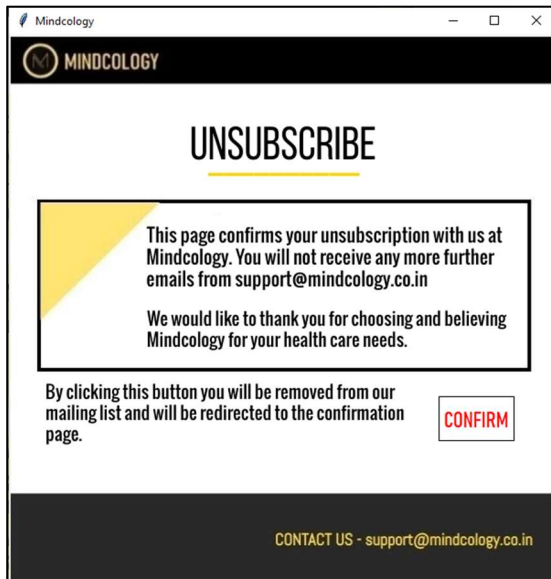 Mindcology
MINDCOLOGY
UNSUBSCRIBE
This page confirms your unsubscription with us at
Mindcology. You will not receive any more further
emails from support@mindcology.co.in
We would like to thank you for choosing and believing
Mindcology for your health care needs.
By clicking this button you will be removed from our
mailing list and will be redirected to the confirmation
page.
CONFIRM
CONTACT US - support@mindcology.co.in